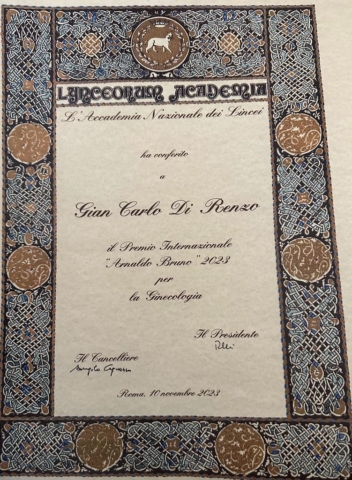 LYNCEORUM ACADEMIA
L'Accademia Nazionale dei Lincei
ha conferito
a
Gian Carlo Di Renzo
il Premio Internazionale
"Arnaldo Bruno" 2023
per
la Ginecologia
Il Presidente
Il Cancelliere
Roma, 10 novembre 2023